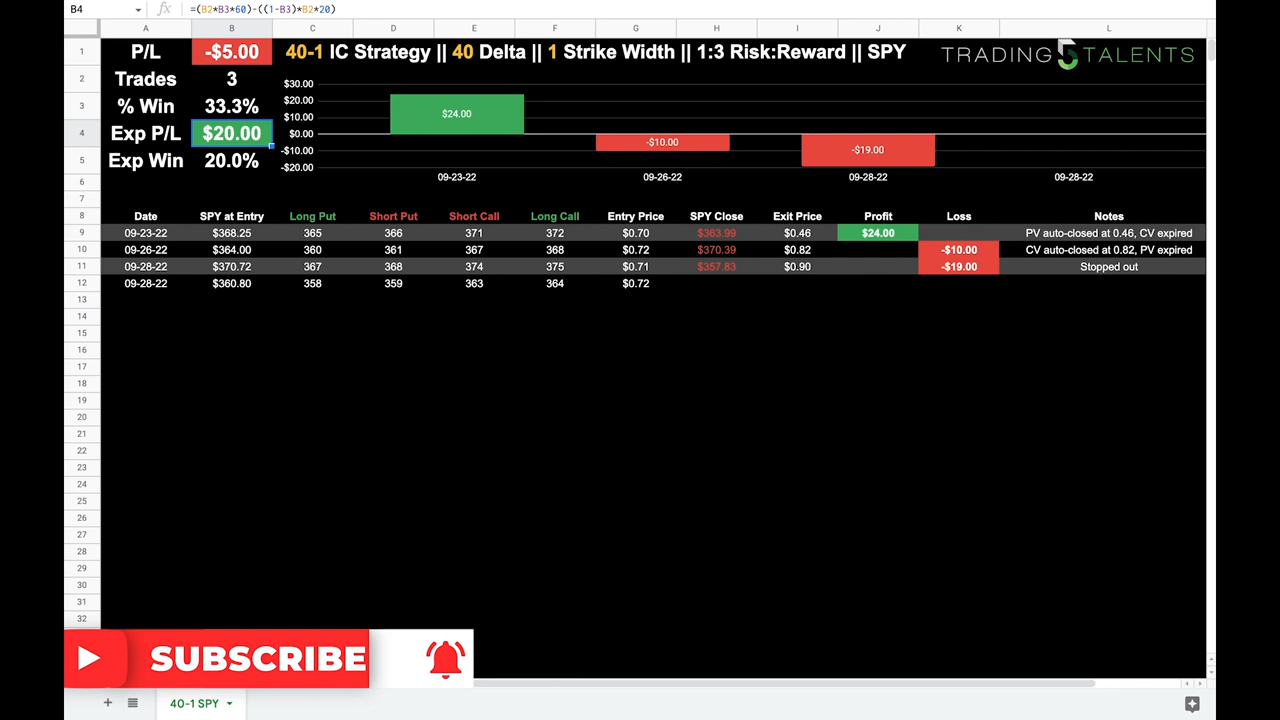 B4 fx =(B2*B3*60)-((1-B3)*B2*20)
A B C D E F G H I J K L
1 P/L -$5.00 40-1 IC Strategy || 40 Delta || 1 Strike Width || 1:3 Risk:Reward || SPY TRADING TALENTS
2 Trades 3
3 % Win 33.3%
4 Exp P/L $20.00
5 Exp Win 20.0%
6
7
$30.00
$20.00
$10.00
$0.00
-$10.00
-$20.00
$24.00 -$10.00 -$19.00
09-23-22 09-26-22 09-28-22 09-28-22
8 Date SPY at Entry Long Put Short Put Short Call Long Call Entry Price SPY Close Exit Price Profit Loss Notes
9 09-23-22 $368.25 365 366 371 372 $0.70 $363.99 $0.46 $24.00 PV auto-closed at 0.46, CV expired
10 09-26-22 $364.00 360 361 367 368 $0.72 $370.39 $0.82 -$10.00 CV auto-closed at 0.82, PV expired
11 09-28-22 $370.72 367 368 374 375 $0.71 $357.83 $0.90 -$19.00 Stopped out
12 09-28-22 $360.80 358 359 363 364 $0.72
13
14
15
16
17
18
19
20
21
22
23
24
25
26
27
28
29
30
31
32
SUBSCRIBE
40-1 SPY